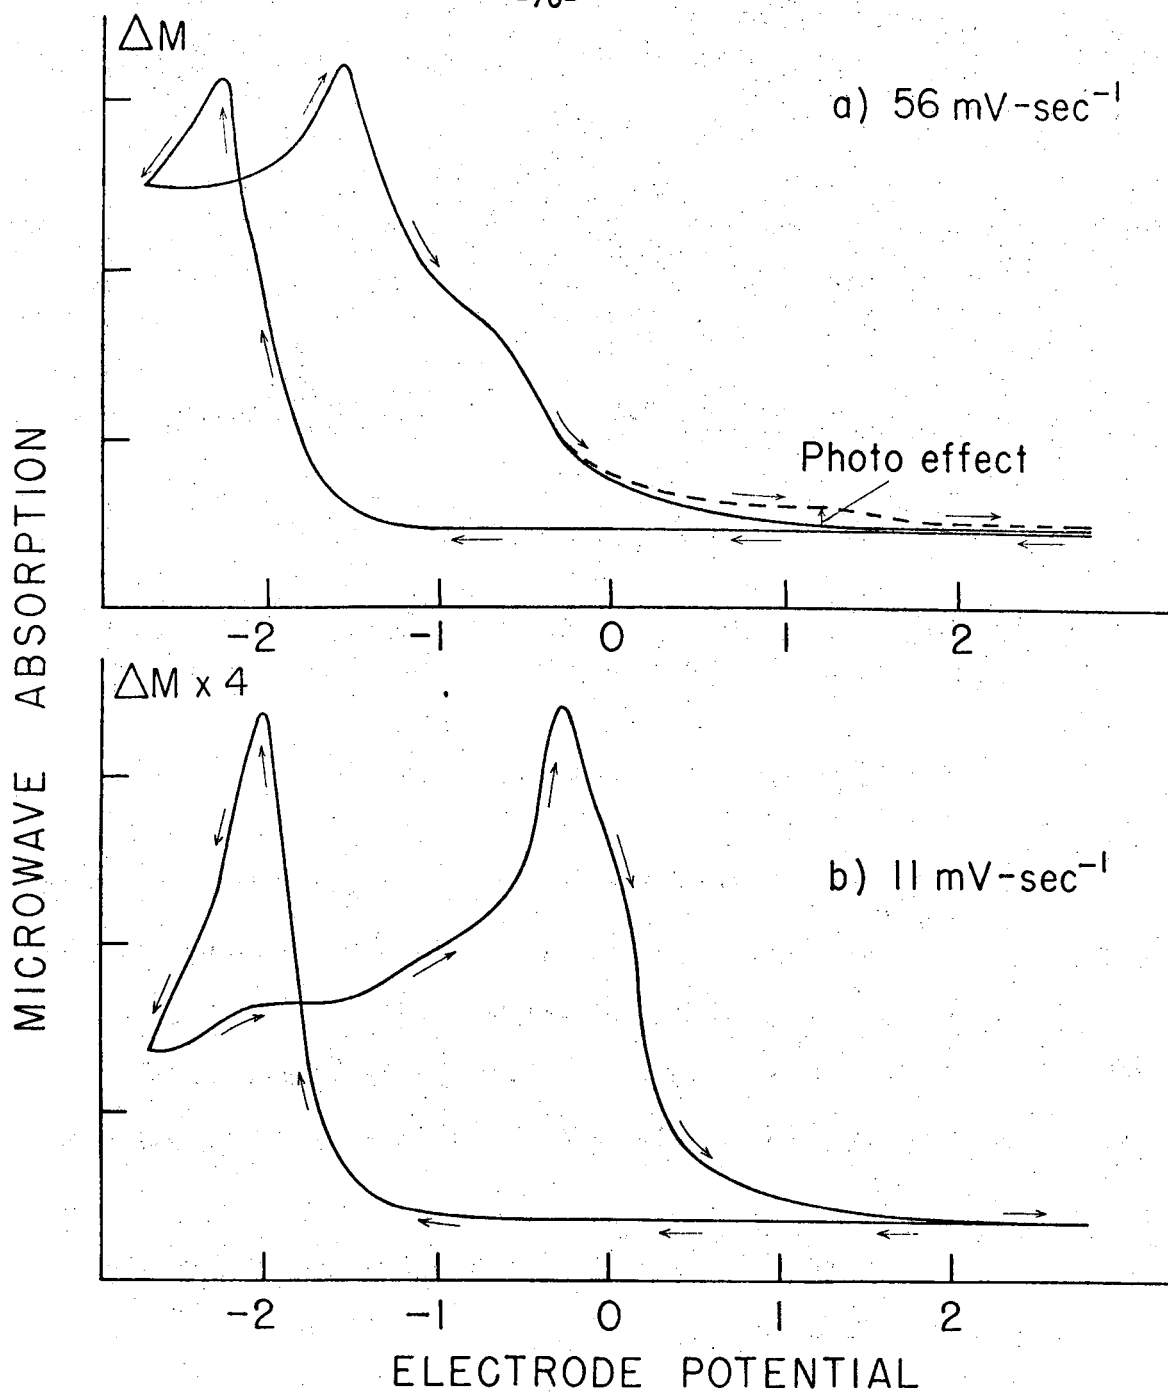 -70-
ΔM
a) 56 mV-sec⁻¹
Photo effect
-2 -1 0 1 2
MICROWAVE ABSORPTION
ΔM x 4
b) 11 mV-sec⁻¹
-2 -1 0 1 2
ELECTRODE POTENTIAL